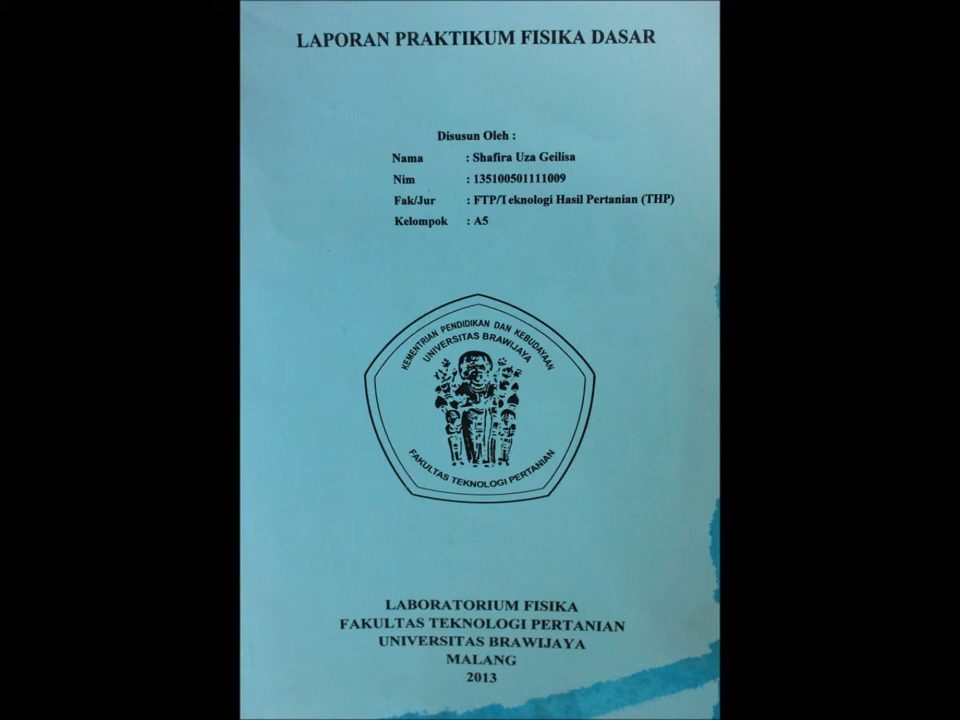 LAPORAN PRAKTIKUM FISIKA DASAR
Disusun Oleh :
Nama : Shafira Uza Geilisa
Nim : 135100501111009
Fak/Jur : FTP/Teknologi Hasil Pertanian (THP)
Kelompok : A5
KEMENTRIAN PENDIDIKAN DAN KEBUDAYAAN
UNIVERSITAS BRAWIJAYA
FAKULTAS TEKNOLOGI PERTANIAN
LABORATORIUM FISIKA
FAKULTAS TEKNOLOGI PERTANIAN
UNIVERSITAS BRAWIJAYA
MALANG
2013